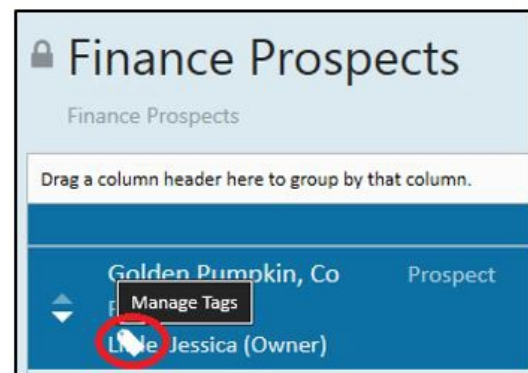 Finance Prospects
Finance Prospects
Drag a column header here to group by that column.
Golden Pumpkin, Co Prospect
Manage Tags
Jessica (Owner)